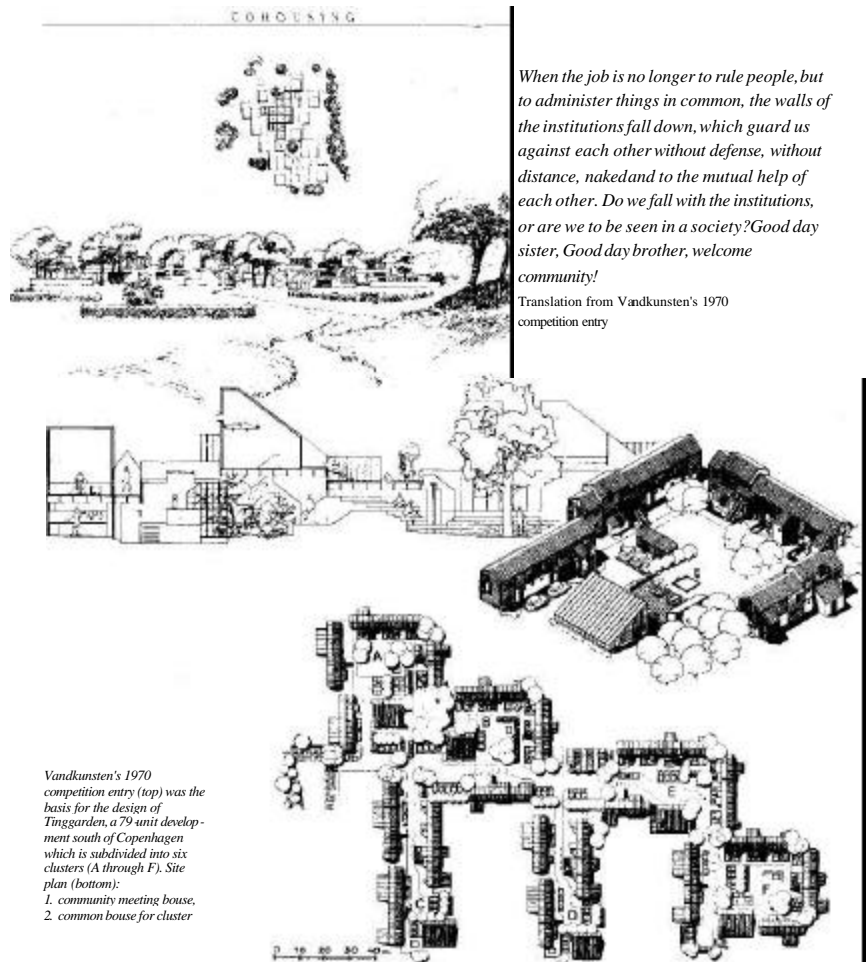 COHOUSING
When the job is no longer to rule people, but
to administer things in common, the walls of
the institutions fall down, which guard us
against each other without defense, without
distance, naked and to the mutual help of
each other. Do we fall with the institutions,
or are we to be seen in a society? Good day
sister, Good day brother, welcome
community!
Translation from Vandkunsten's 1970
competition entry
A
B
E
F
C
Vandkunsten's 1970
competition entry (top) was the
basis for the design of
Tinggarden, a 79-unit develop-
ment south of Copenhagen
which is subdivided into six
clusters (A through F). Site
plan (bottom):
1. community meeting bouse,
2. common bouse for cluster
0 10 20 30 40